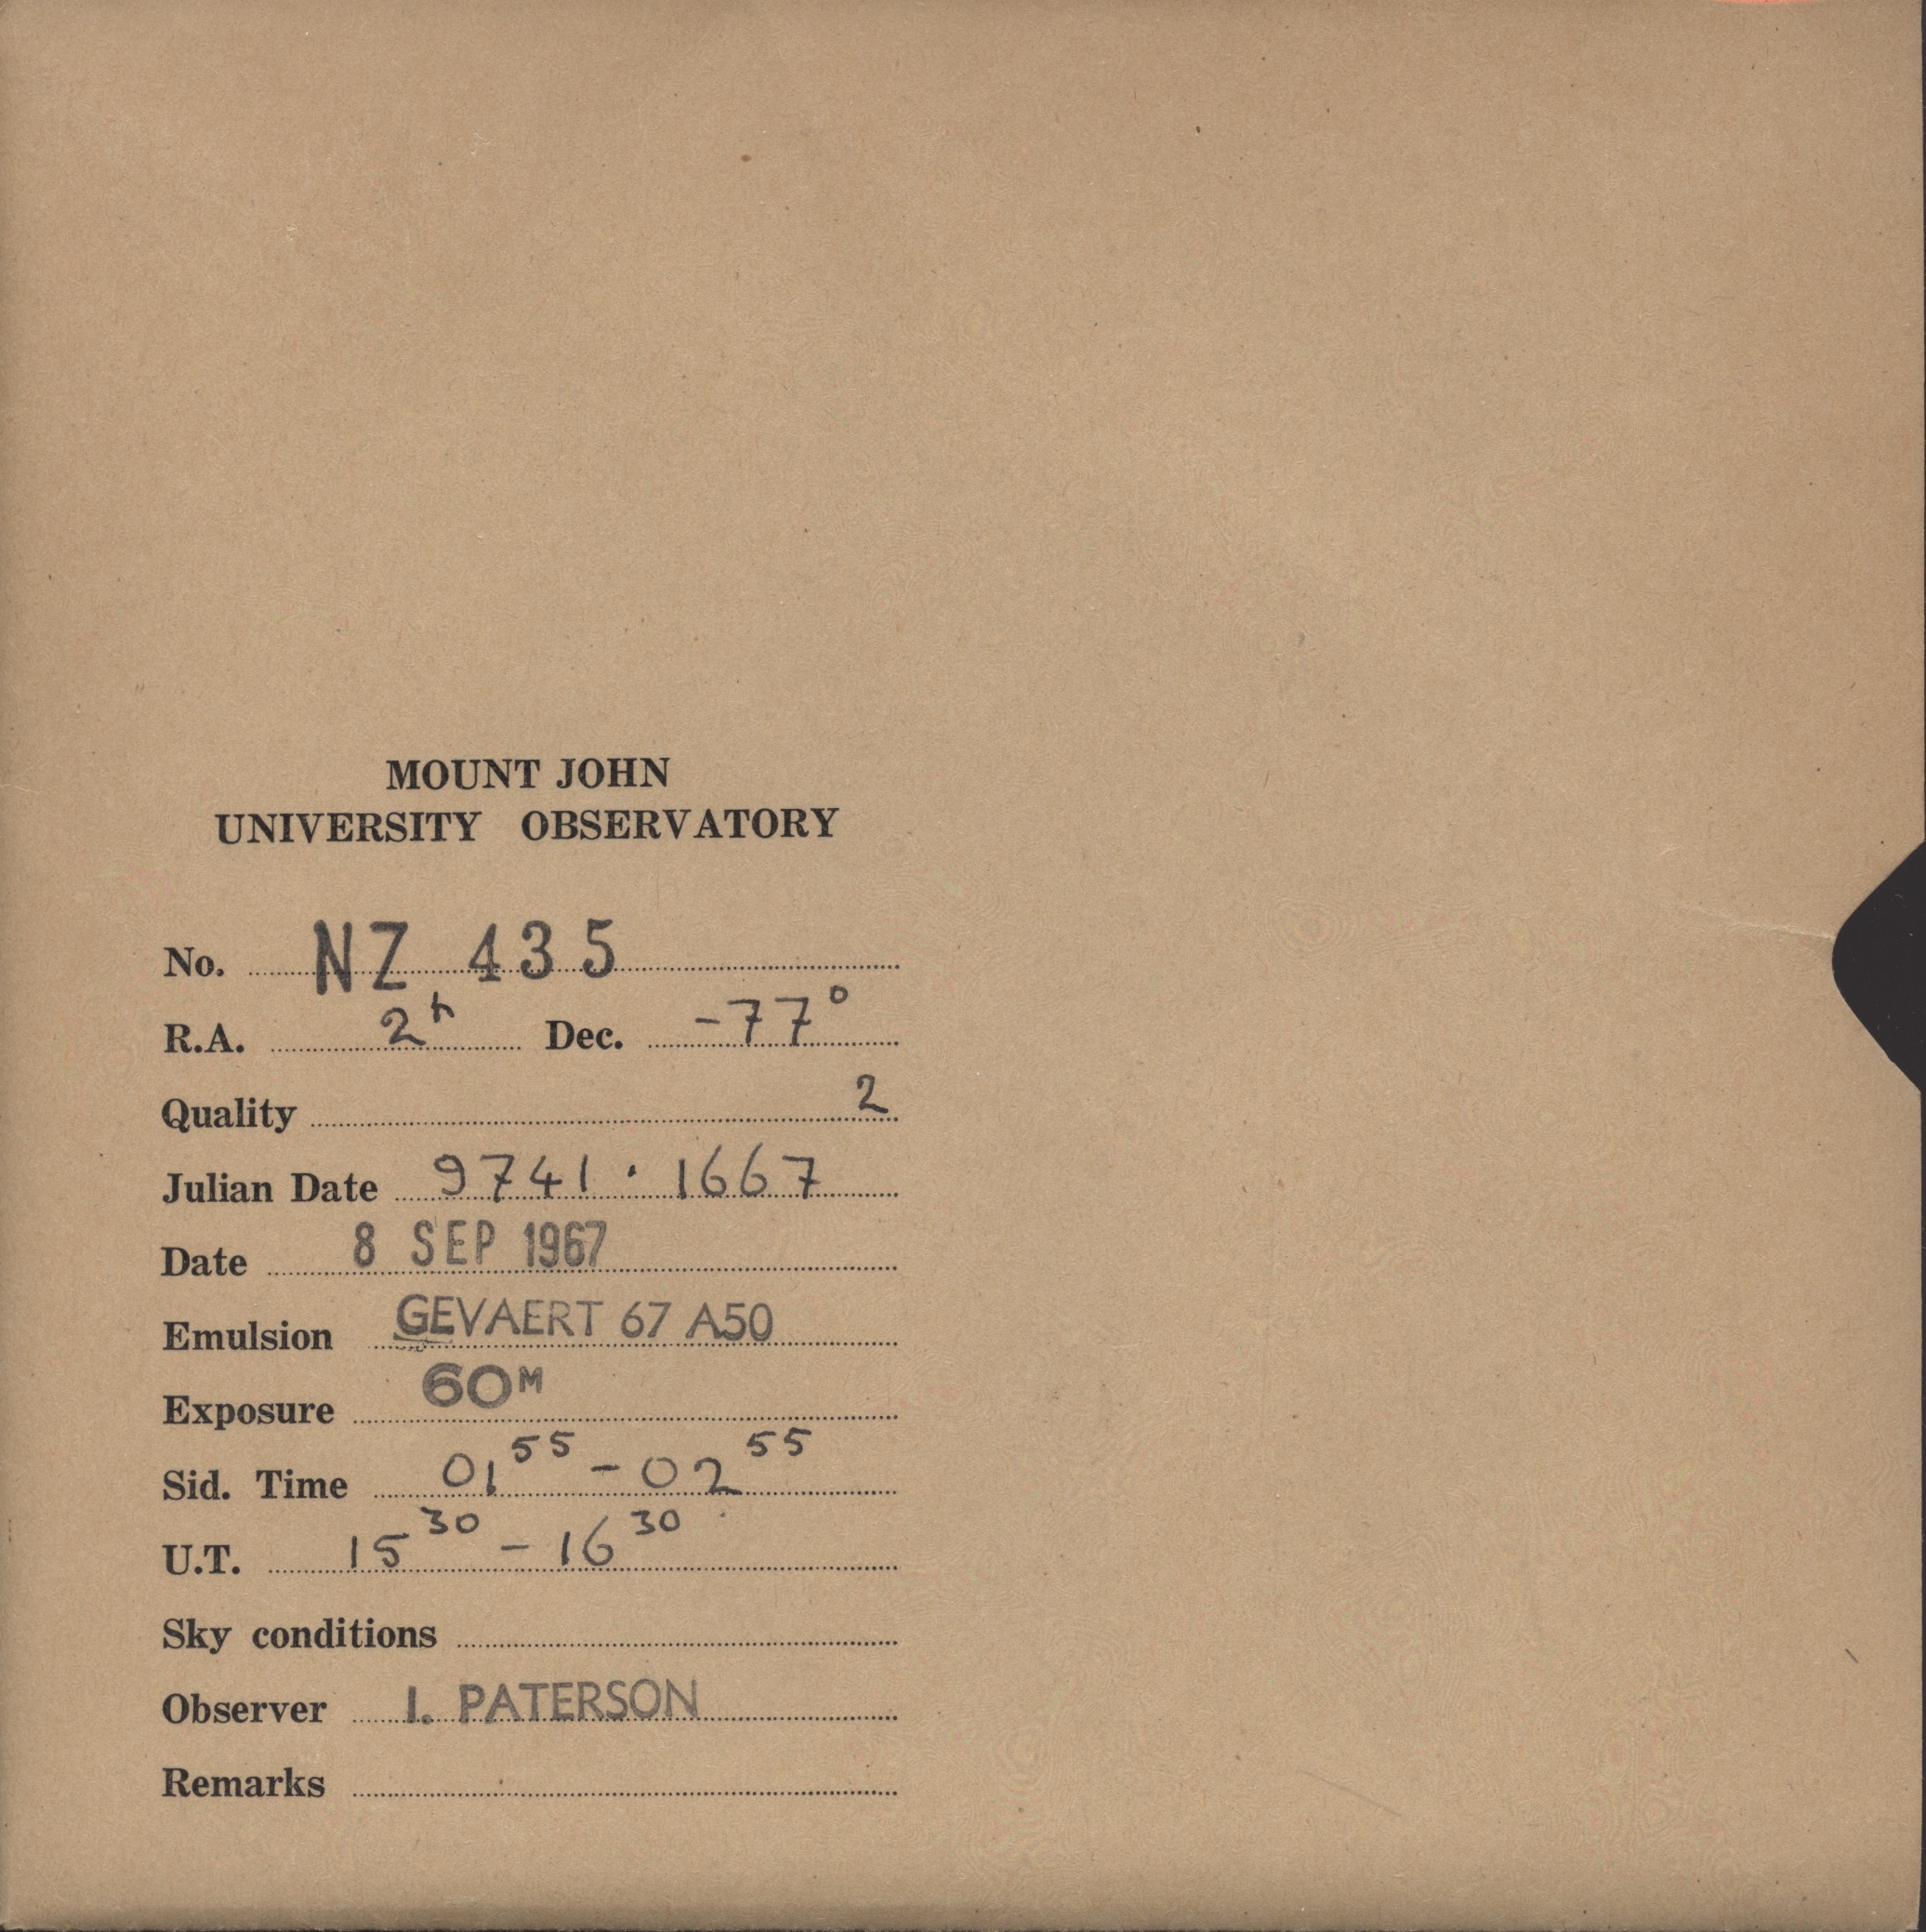 MOUNT JOHN
UNIVERSITY OBSERVATORY
No. NZ 435
R.A. 2h Dec. -77°
Quality 2
Julian Date 9741.1667
Date 8 SEP 1967
Emulsion GEVAERT 67 A50
Exposure 60M
Sid. Time 01 55 - 02 55
U.T. 15 30 - 16 30
Sky conditions
Observer I. PATERSON
Remarks